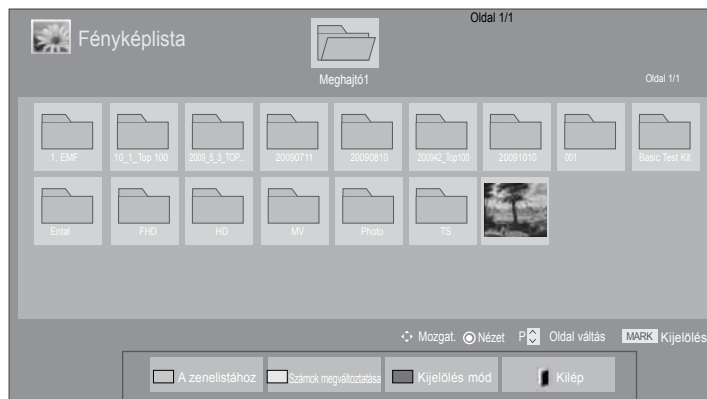 Oldal 1/1
Fényképlista
Meghajtó1
Oldal 1/1
1. EMF
10_1_Top 100
2009_5_3_TOP...
20090711
20090810
200942_Top100
20091010
001
Basic Test Kit
Ental
FHD
HD
MV
Photo
TS
Mozgat. Nézet P Oldal váltás MARK Kijelölés
A zenelistához Számok megváltoztatása Kijelölés mód Kilép